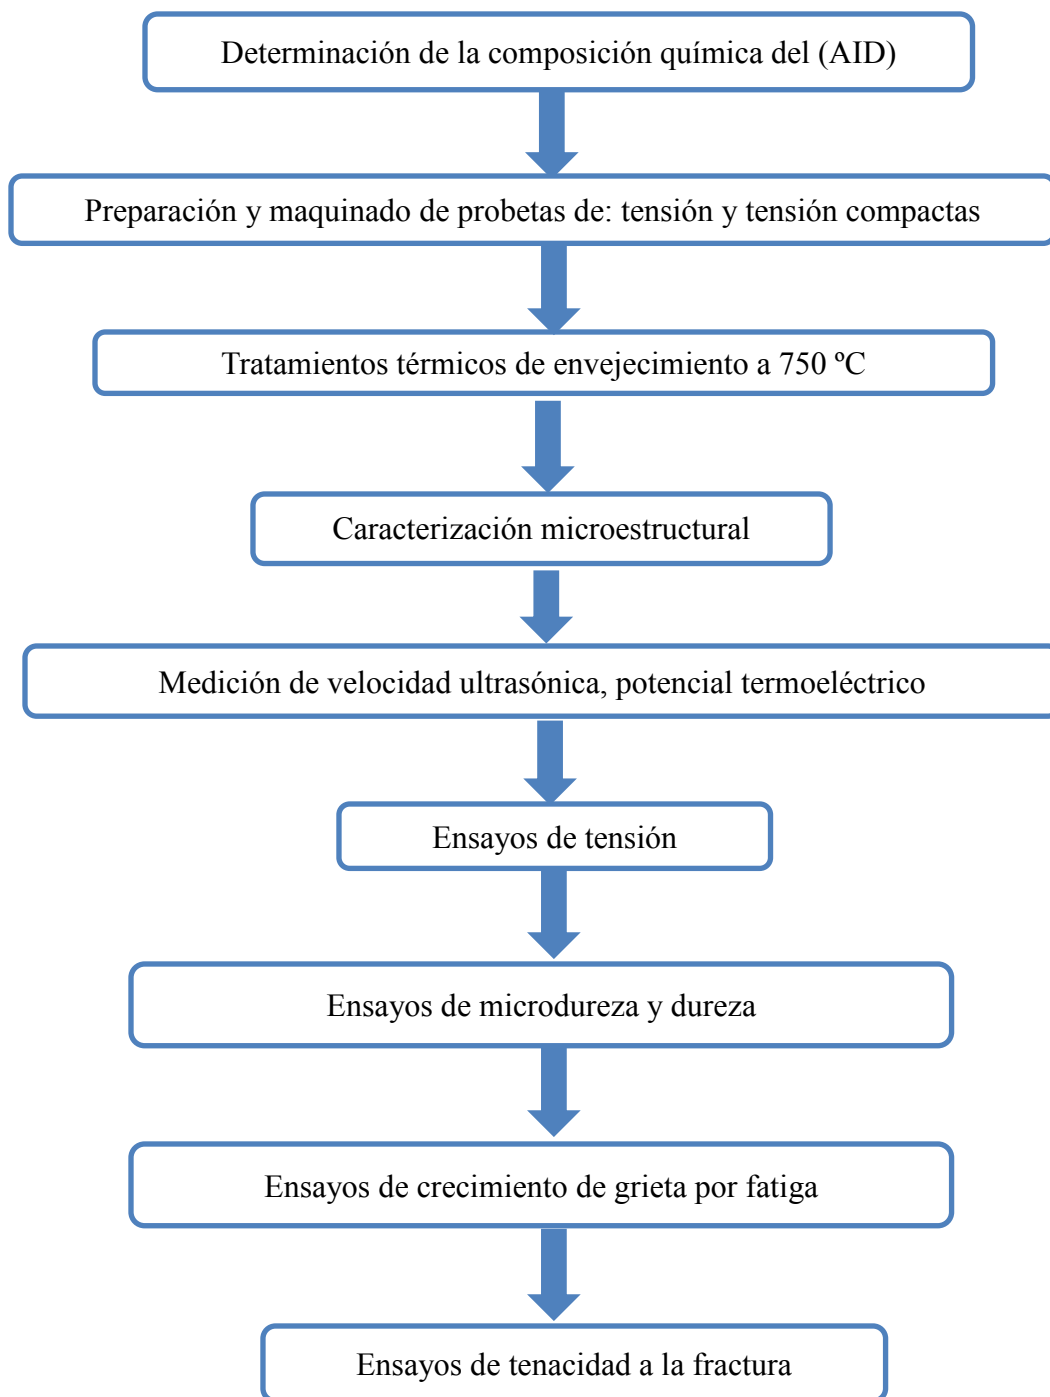 Determinación de la composición química del (AID)
Preparación y maquinado de probetas de: tensión y tensión compactas
Tratamientos térmicos de envejecimiento a 750 ºC
Caracterización microestructural
Medición de velocidad ultrasónica, potencial termoeléctrico
Ensayos de tensión
Ensayos de microdureza y dureza
Ensayos de crecimiento de grieta por fatiga
Ensayos de tenacidad a la fractura